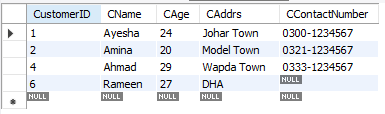 CustomerID CName CAge CAddrs CContactNumber
1 Ayesha 24 Johar Town 0300-1234567
2 Amina 20 Model Town 0321-1234567
4 Ahmad 29 Wapda Town 0333-1234567
6 Rameen 27 DHA NULL
NULL NULL NULL NULL NULL